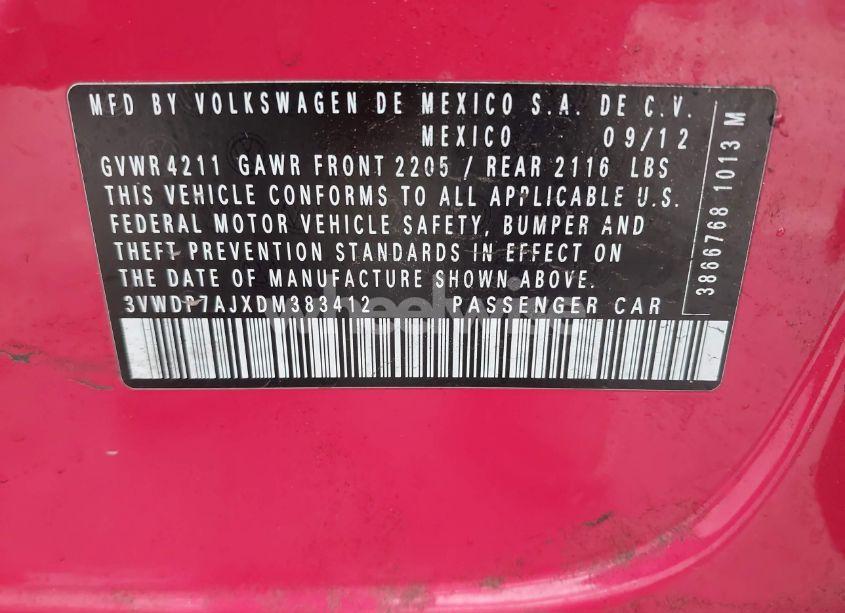 MFD BY VOLKSWAGEN DE MEXICO S.A. DE C.V.
MEXICO 09/12
GVWR 4211 GAWR FRONT 2205 / REAR 2116 LBS
THIS VEHICLE CONFORMS TO ALL APPLICABLE U.S.
FEDERAL MOTOR VEHICLE SAFETY, BUMPER AND
THEFT PREVENTION STANDARDS IN EFFECT ON
THE DATE OF MANUFACTURE SHOWN ABOVE.
3VWDP7AJXDM383412 PASSENGER CAR
3866768 1013 M
wheelwise